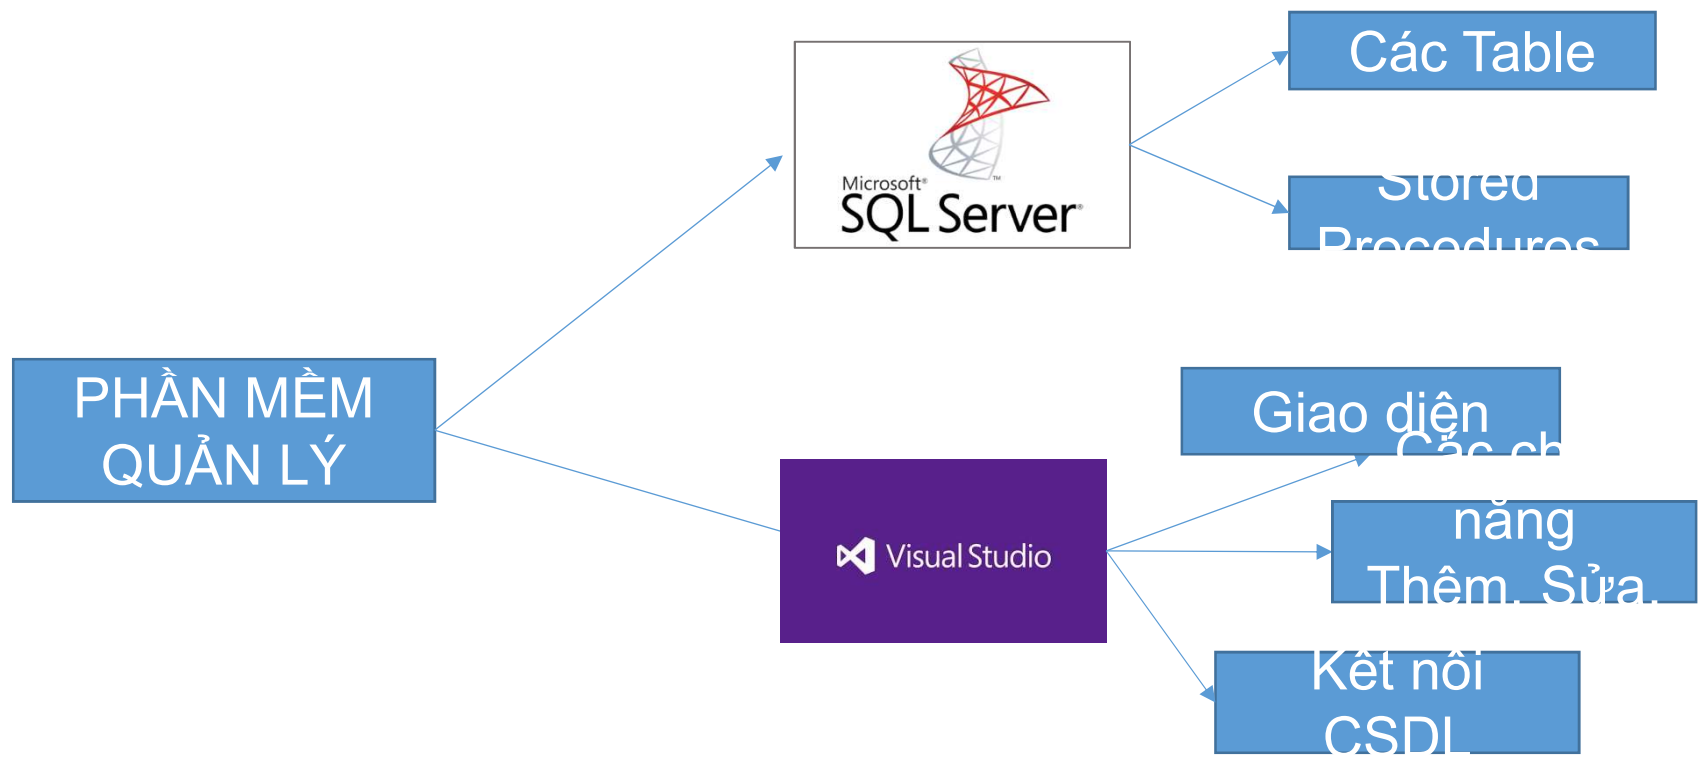 Các Table
Microsoft®
SQL Server®
Stored
Procedures
PHẦN MỀM
QUẢN LÝ
Giao diện
Các
năng
Thêm, Sửa,
Visual Studio
Kết nối
CSDL